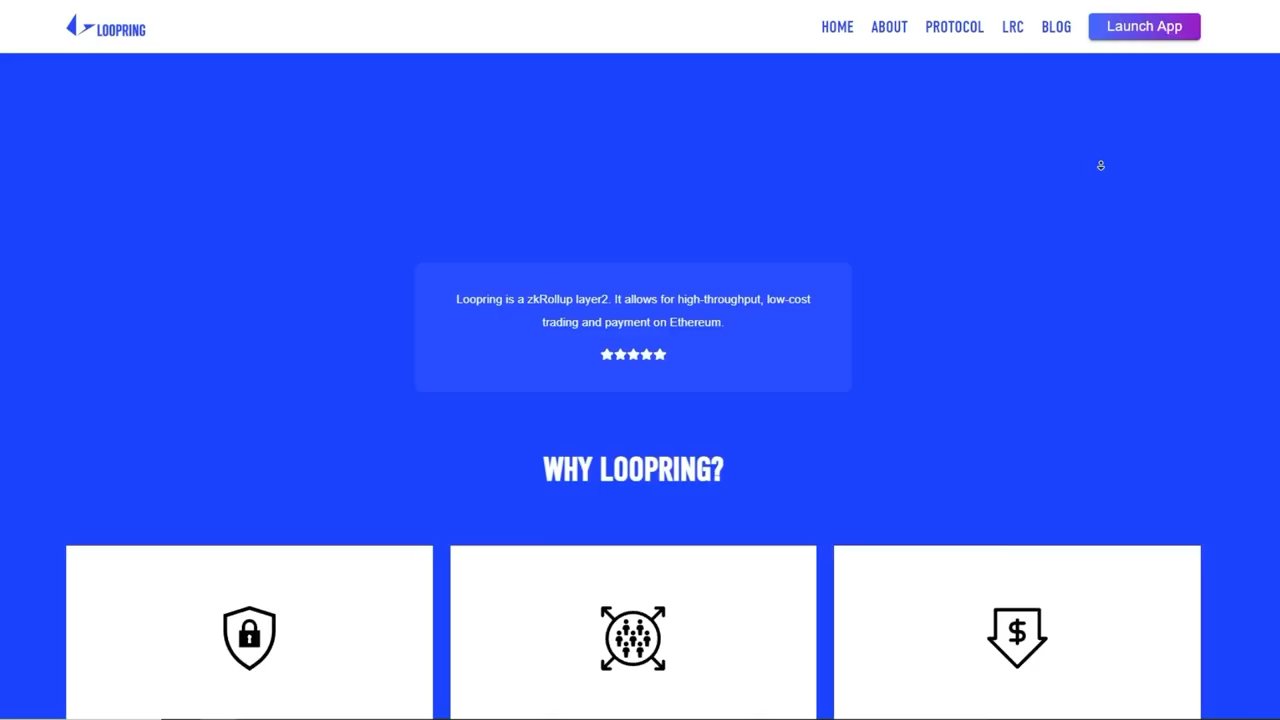 LOOPRING
HOME ABOUT PROTOCOL LRC BLOG Launch App
Loopring is a zkRollup layer2. It allows for high-throughput, low-cost
trading and payment on Ethereum.
WHY LOOPRING?
$